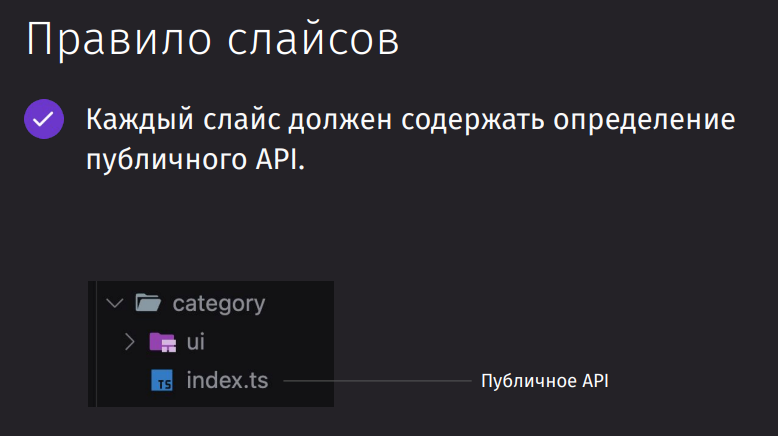 Правило слайсов
Каждый слайс должен содержать определение
публичного API.
category
ui
TS index.ts
Публичное API